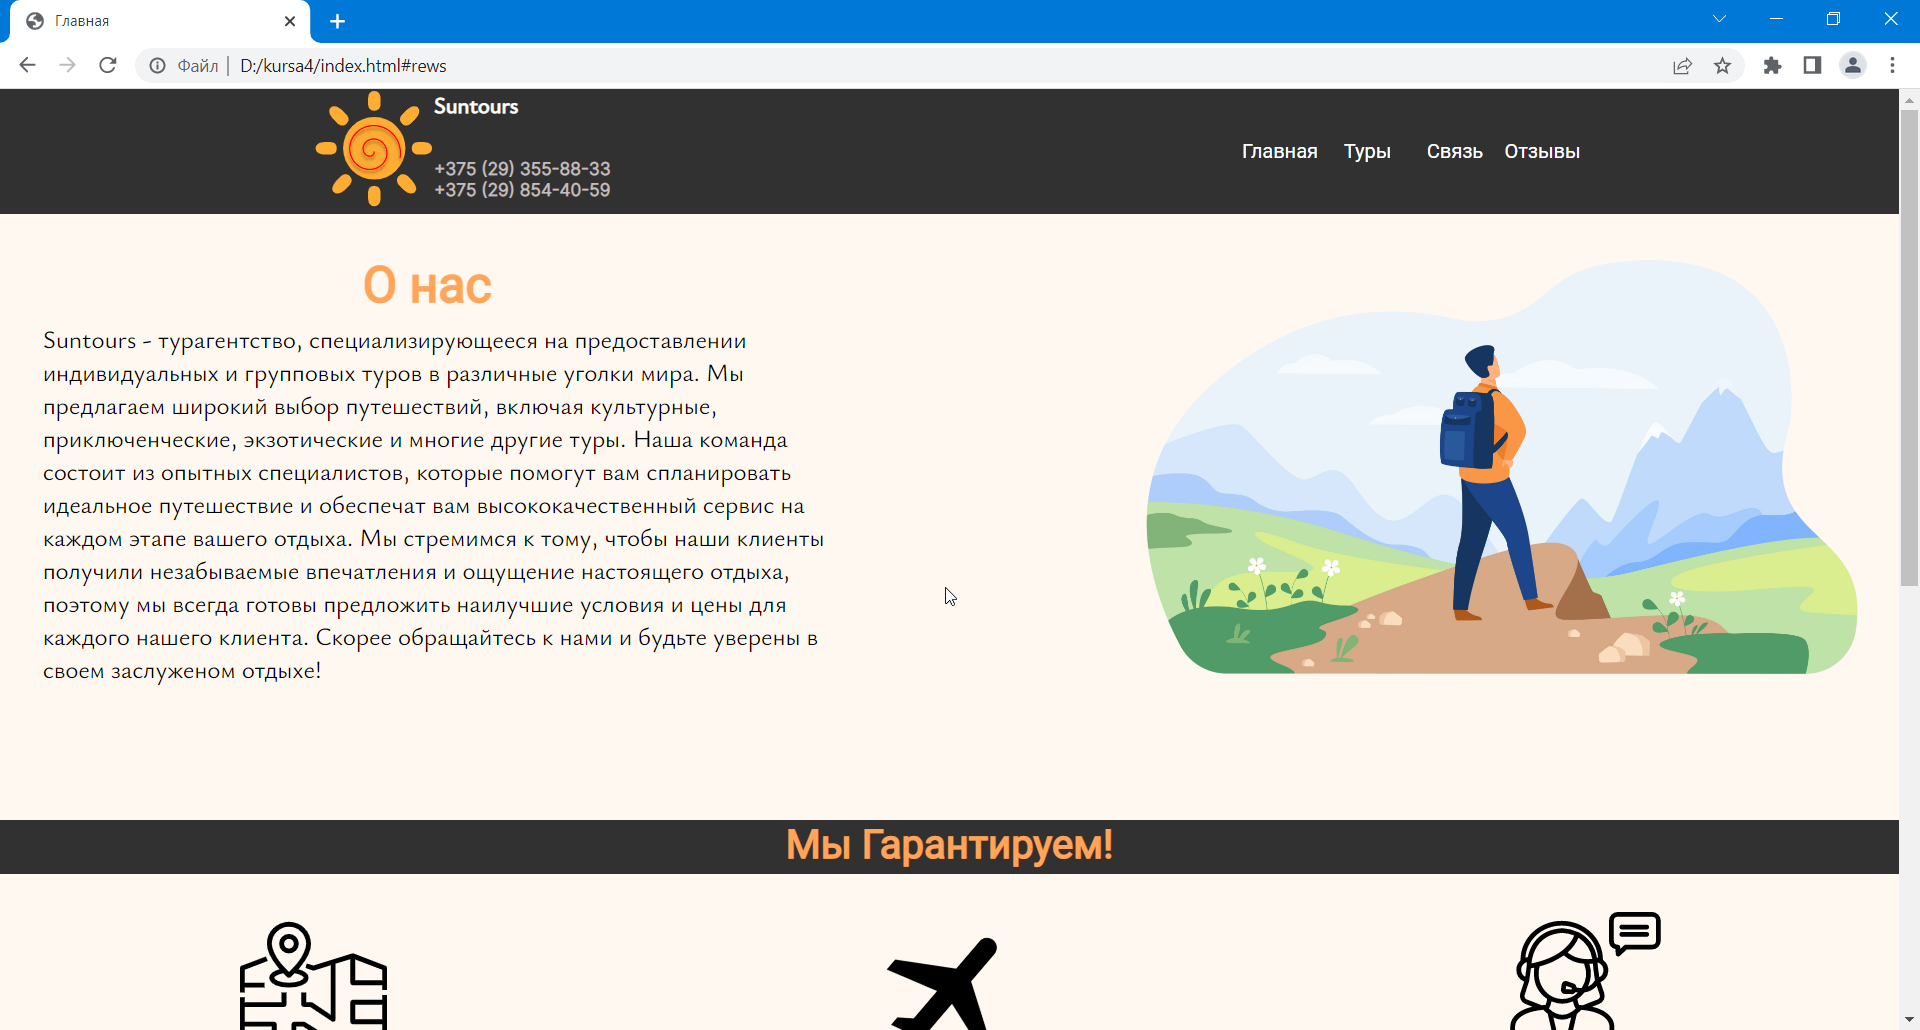 Главная
Файл | D:/kursa4/index.html#rews
Suntours
+375 (29) 355-88-33
+375 (29) 854-40-59
Главная Туры Связь Отзывы
О нас
Suntours - турагентство, специализирующееся на предоставлении
индивидуальных и групповых туров в различные уголки мира. Мы
предлагаем широкий выбор путешествий, включая культурные,
приключенческие, экзотические и многие другие туры. Наша команда
состоит из опытных специалистов, которые помогут вам спланировать
идеальное путешествие и обеспечат вам высококачественный сервис на
каждом этапе вашего отдыха. Мы стремимся к тому, чтобы наши клиенты
получили незабываемые впечатления и ощущение настоящего отдыха,
поэтому мы всегда готовы предложить наилучшие условия и цены для
каждого нашего клиента. Скорее обращайтесь к нами и будьте уверены в
своем заслуженом отдыхе!
Мы Гарантируем!